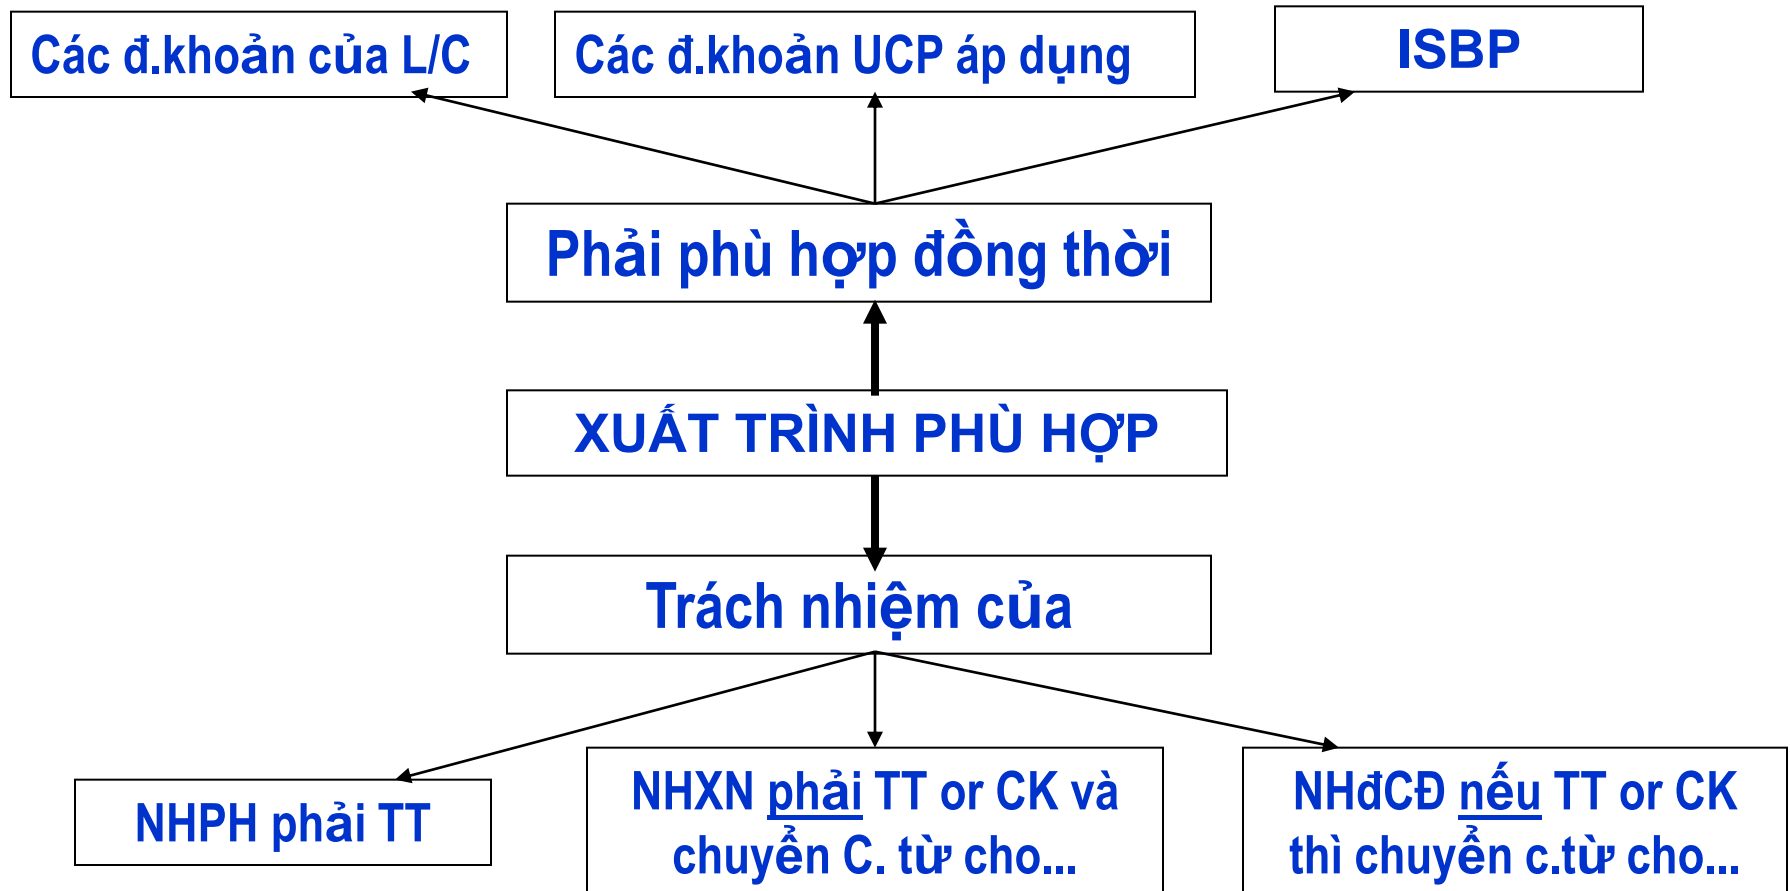 Các đ.khoản của L/C
Các đ.khoản UCP áp dụng
ISBP
Phải phù hợp đồng thời
XUẤT TRÌNH PHÙ HỢP
Trách nhiệm của
NHPH phải TT
NHXN phải TT or CK và
chuyển C. từ cho...
NHđCĐ nếu TT or CK
thì chuyển c.từ cho...